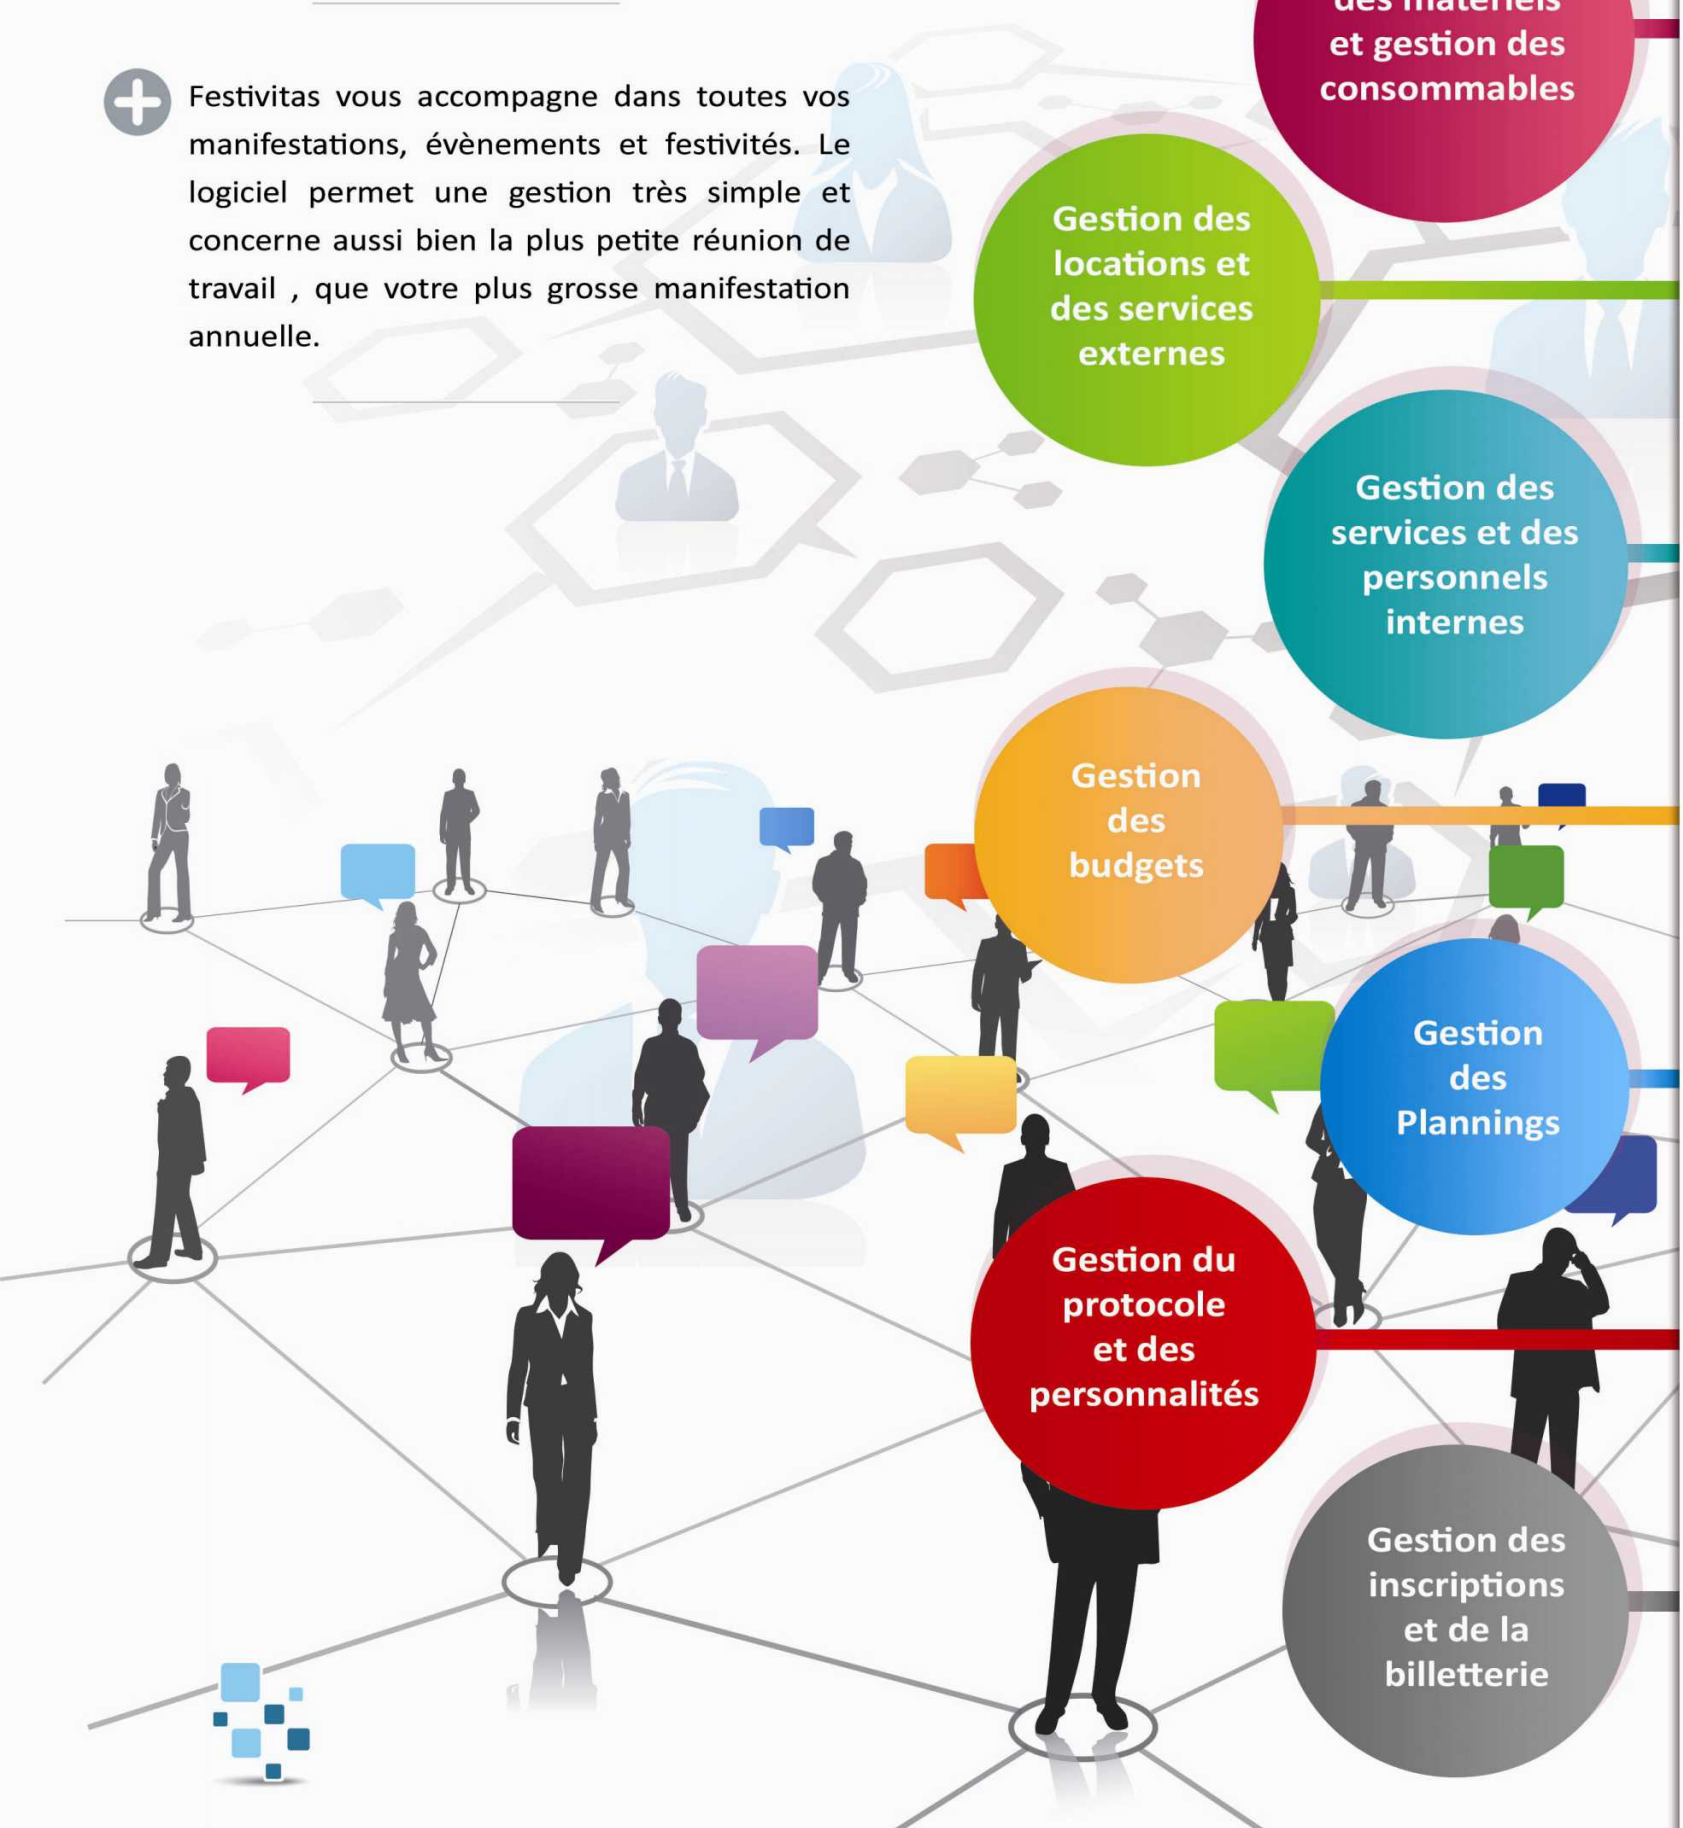 des matériels
et gestion des
consommables
Festivitas vous accompagne dans toutes vos
manifestations, évènements et festivités. Le
logiciel permet une gestion très simple et
concerne aussi bien la plus petite réunion de
travail , que votre plus grosse manifestation
annuelle.
Gestion des
locations et
des services
externes
Gestion des
services et des
personnels
internes
Gestion
des
budgets
Gestion
des
Plannings
Gestion du
protocole
et des
personnalités
Gestion des
inscriptions
et de la
billetterie